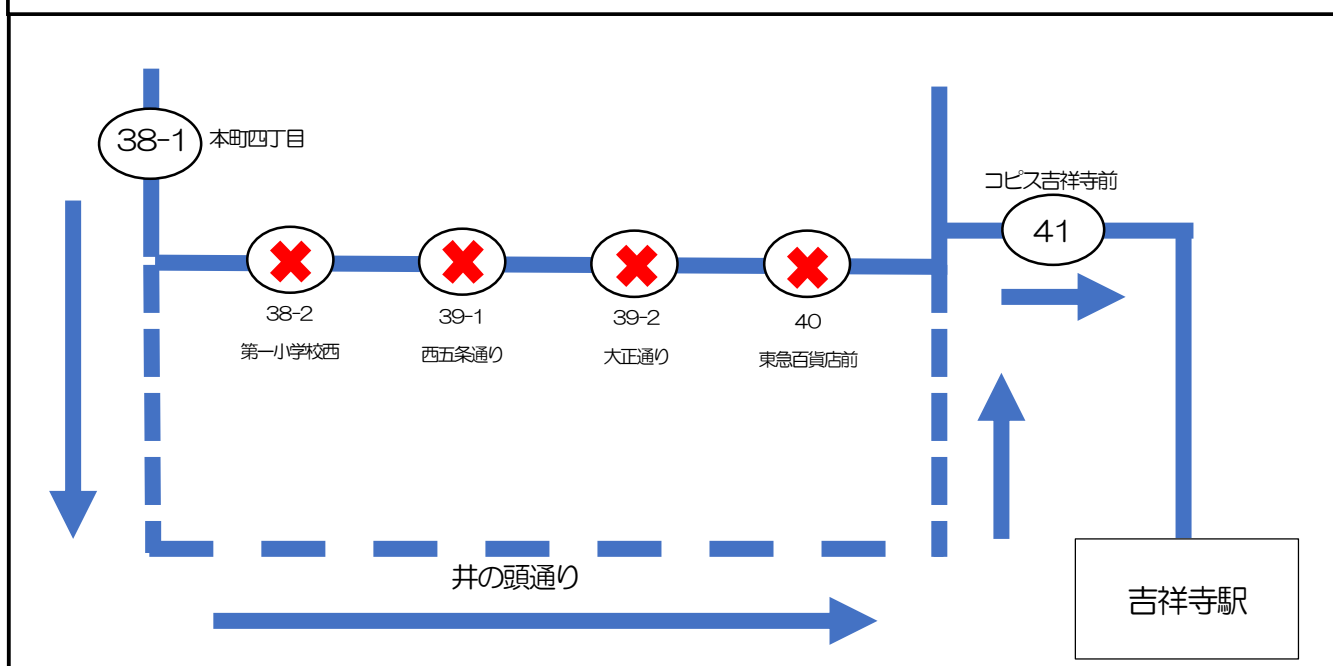 38-1
本町四丁目
コピス吉祥寺前
41
38-2
39-1
39-2
40
第一小学校西
西五条通り
大正通り
東急百貨店前
井の頭通り
吉祥寺駅